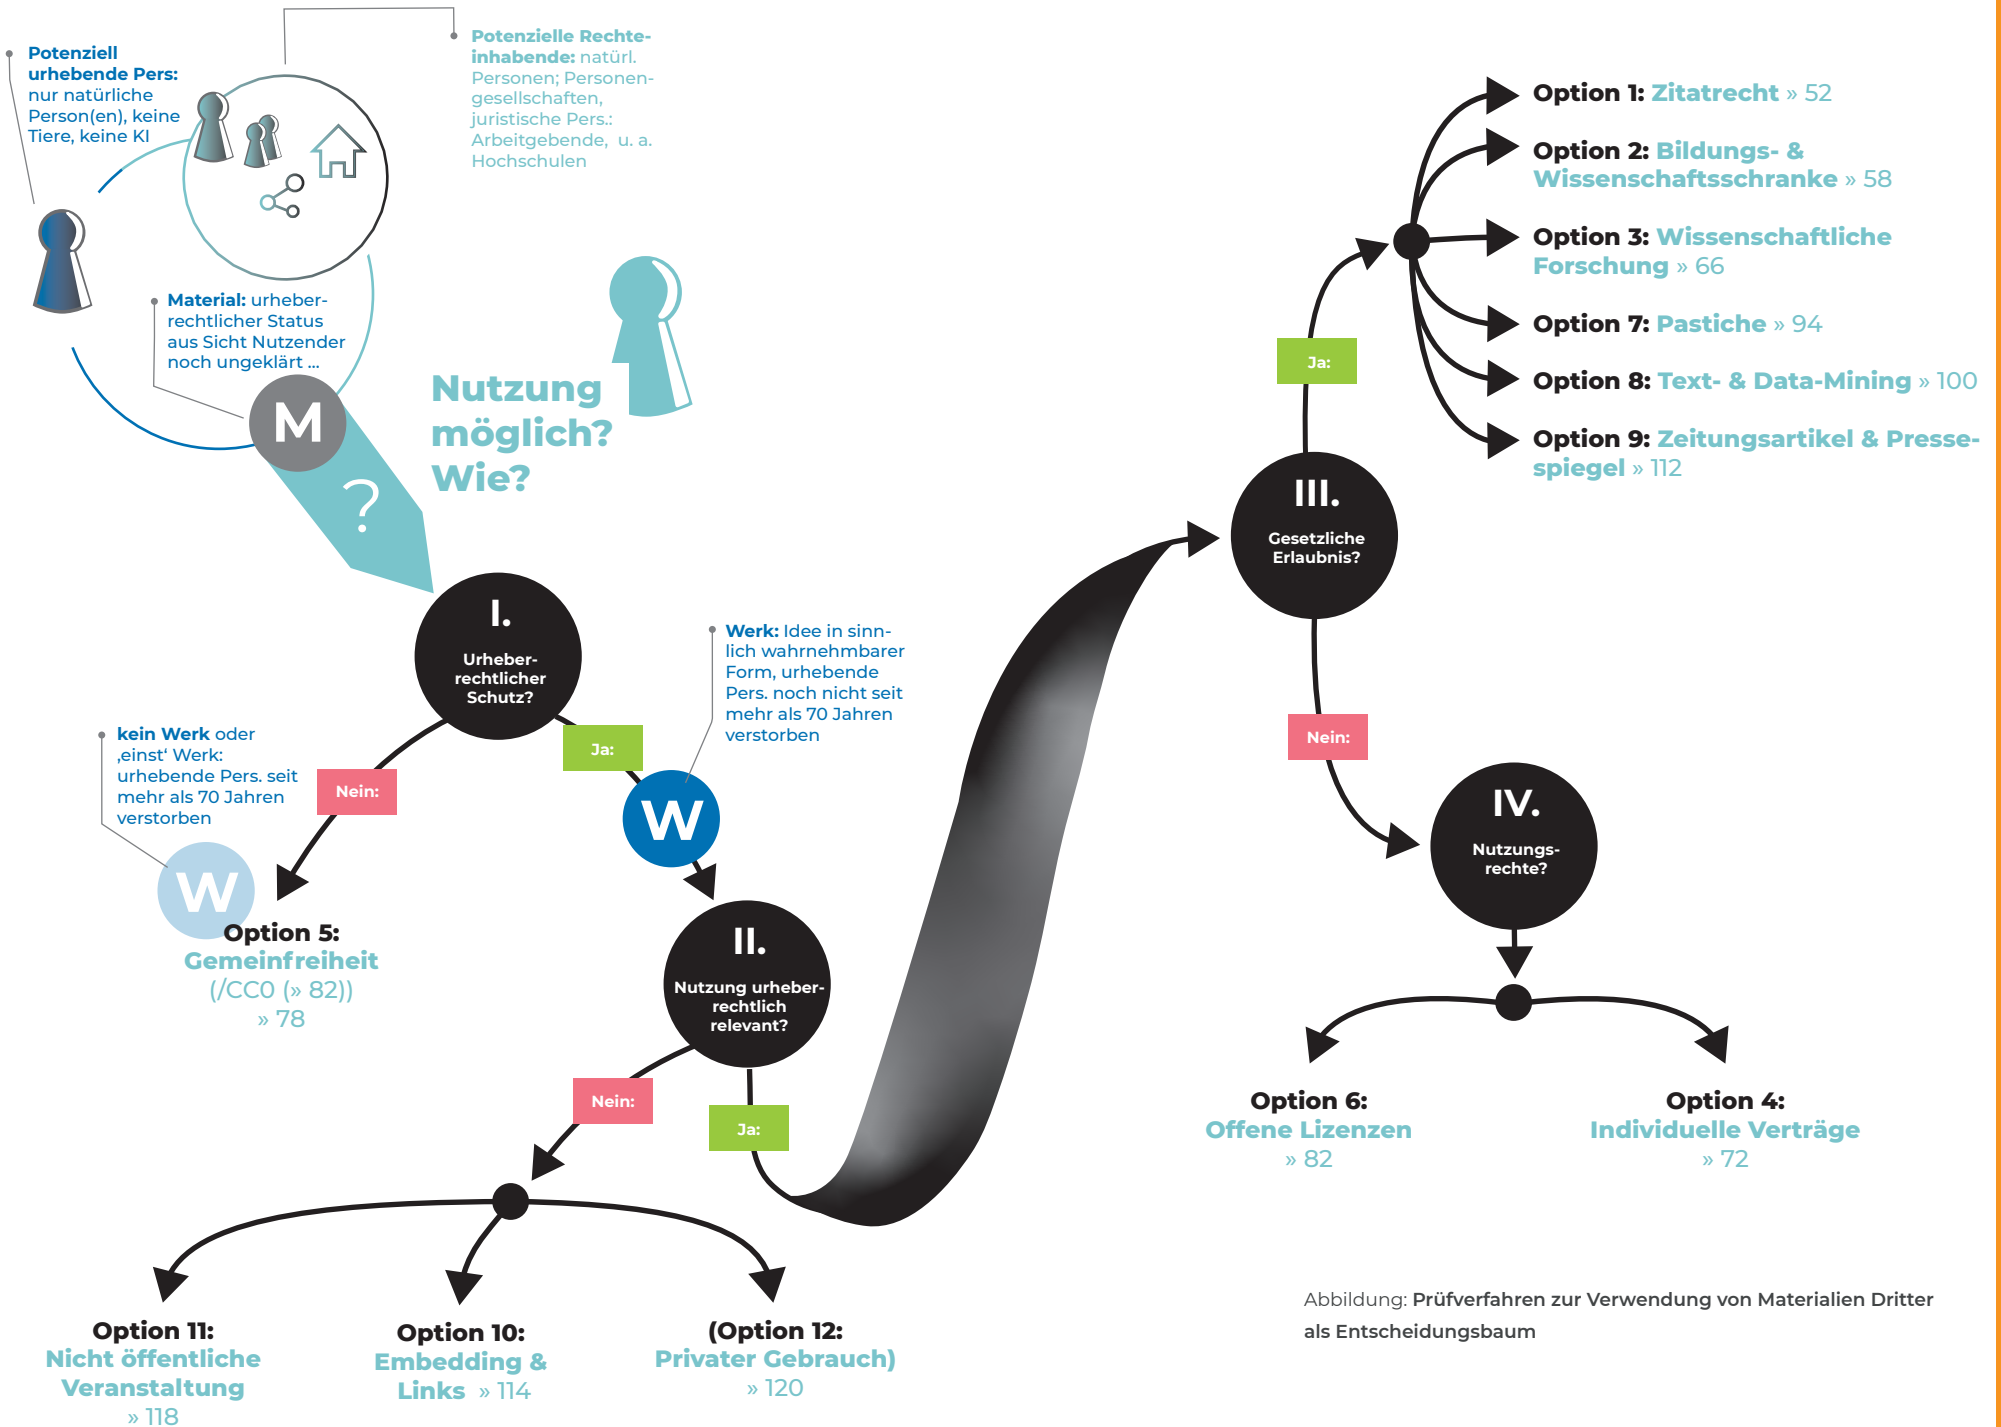 Potenziell
urhebende Pers:
nur natürliche
Person(en), keine
Tiere, keine KI
Potenzielle Rechte-
inhabende: natürl.
Personen; Personen-
gesellschaften,
juristische Pers.:
Arbeitgebende, u. a.
Hochschulen
Material: urheber-
rechtlicher Status
aus Sicht Nutzender
noch ungeklärt ...
M
?
Nutzung
möglich?
Wie?
I.
Urheber-
rechtlicher
Schutz?
Nein:
Ja:
kein Werk oder
‚einst‘ Werk:
urhebende Pers. seit
mehr als 70 Jahren
verstorben
W
Option 5:
Gemeinfreiheit
(/CC0 (» 82))
» 78
Werk: Idee in sinn-
lich wahrnehmbarer
Form, urhebende
Pers. noch nicht seit
mehr als 70 Jahren
verstorben
W
II.
Nutzung urheber-
rechtlich
relevant?
Nein:
Ja:
Option 11:
Nicht öffentliche
Veranstaltung
» 118
Option 10:
Embedding &
Links » 114
(Option 12:
Privater Gebrauch)
» 120
III.
Gesetzliche
Erlaubnis?
Ja:
Option 1: Zitatrecht » 52
Option 2: Bildungs- &
Wissenschaftsschranke » 58
Option 3: Wissenschaftliche
Forschung » 66
Option 7: Pastiche » 94
Option 8: Text- & Data-Mining » 100
Option 9: Zeitungsartikel & Presse-
spiegel » 112
Nein:
IV.
Nutzungs-
rechte?
Option 6:
Offene Lizenzen
» 82
Option 4:
Individuelle Verträge
» 72
Abbildung: Prüfverfahren zur Verwendung von Materialien Dritter
als Entscheidungsbaum